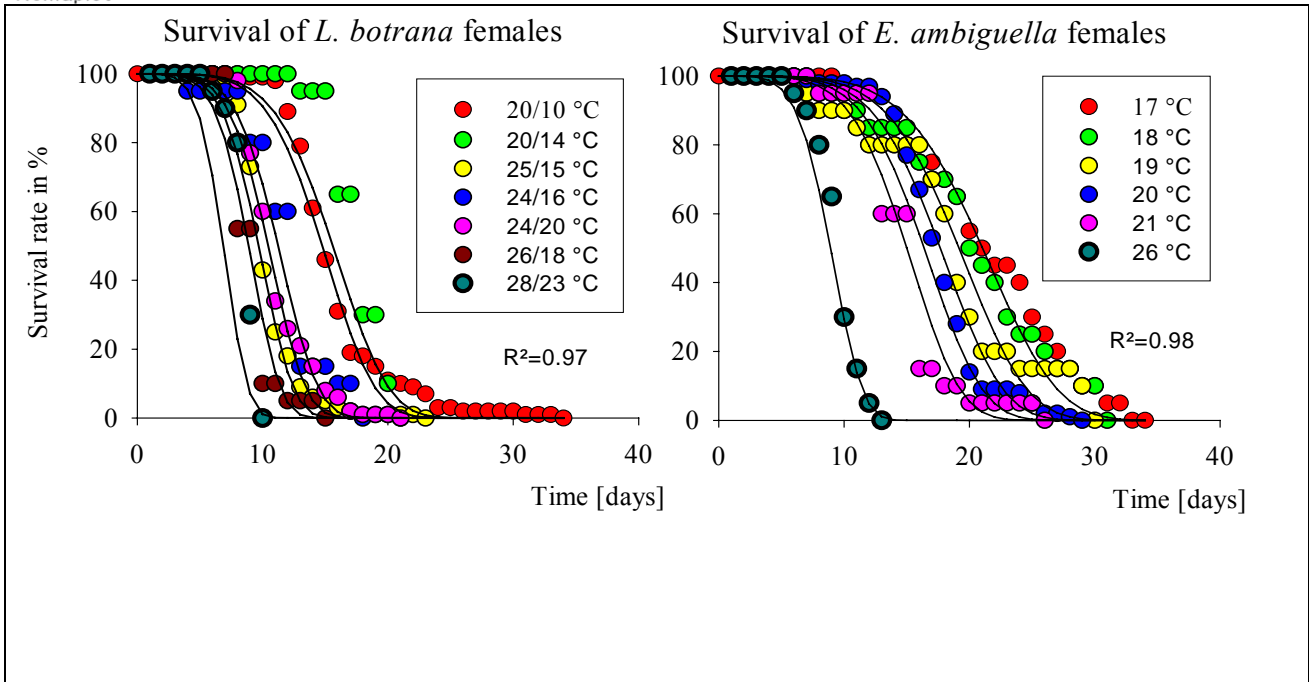 Survival of L. botrana females
100
80
60
40
20
0
Survival rate in %
20/10 °C
20/14 °C
25/15 °C
24/16 °C
24/20 °C
26/18 °C
28/23 °C
R²=0.97
0 10 20 30 40
Time [days]
Survival of E. ambiguella females
100
80
60
40
20
0
17 °C
18 °C
19 °C
20 °C
21 °C
26 °C
R²=0.98
0 10 20 30 40
Time [days]